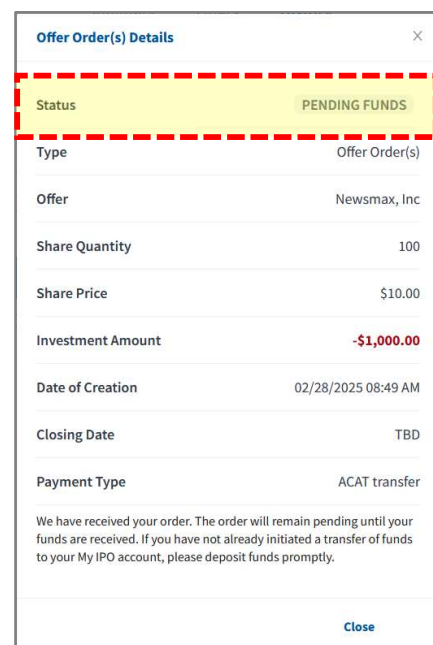 Offer Order(s) Details ×
Status PENDING FUNDS
Type Offer Order(s)
Offer Newsmax, Inc
Share Quantity 100
Share Price $10.00
Investment Amount -$1,000.00
Date of Creation 02/28/2025 08:49 AM
Closing Date TBD
Payment Type ACAT transfer
We have received your order. The order will remain pending until your
funds are received. If you have not already initiated a transfer of funds
to your My IPO account, please deposit funds promptly.
Close